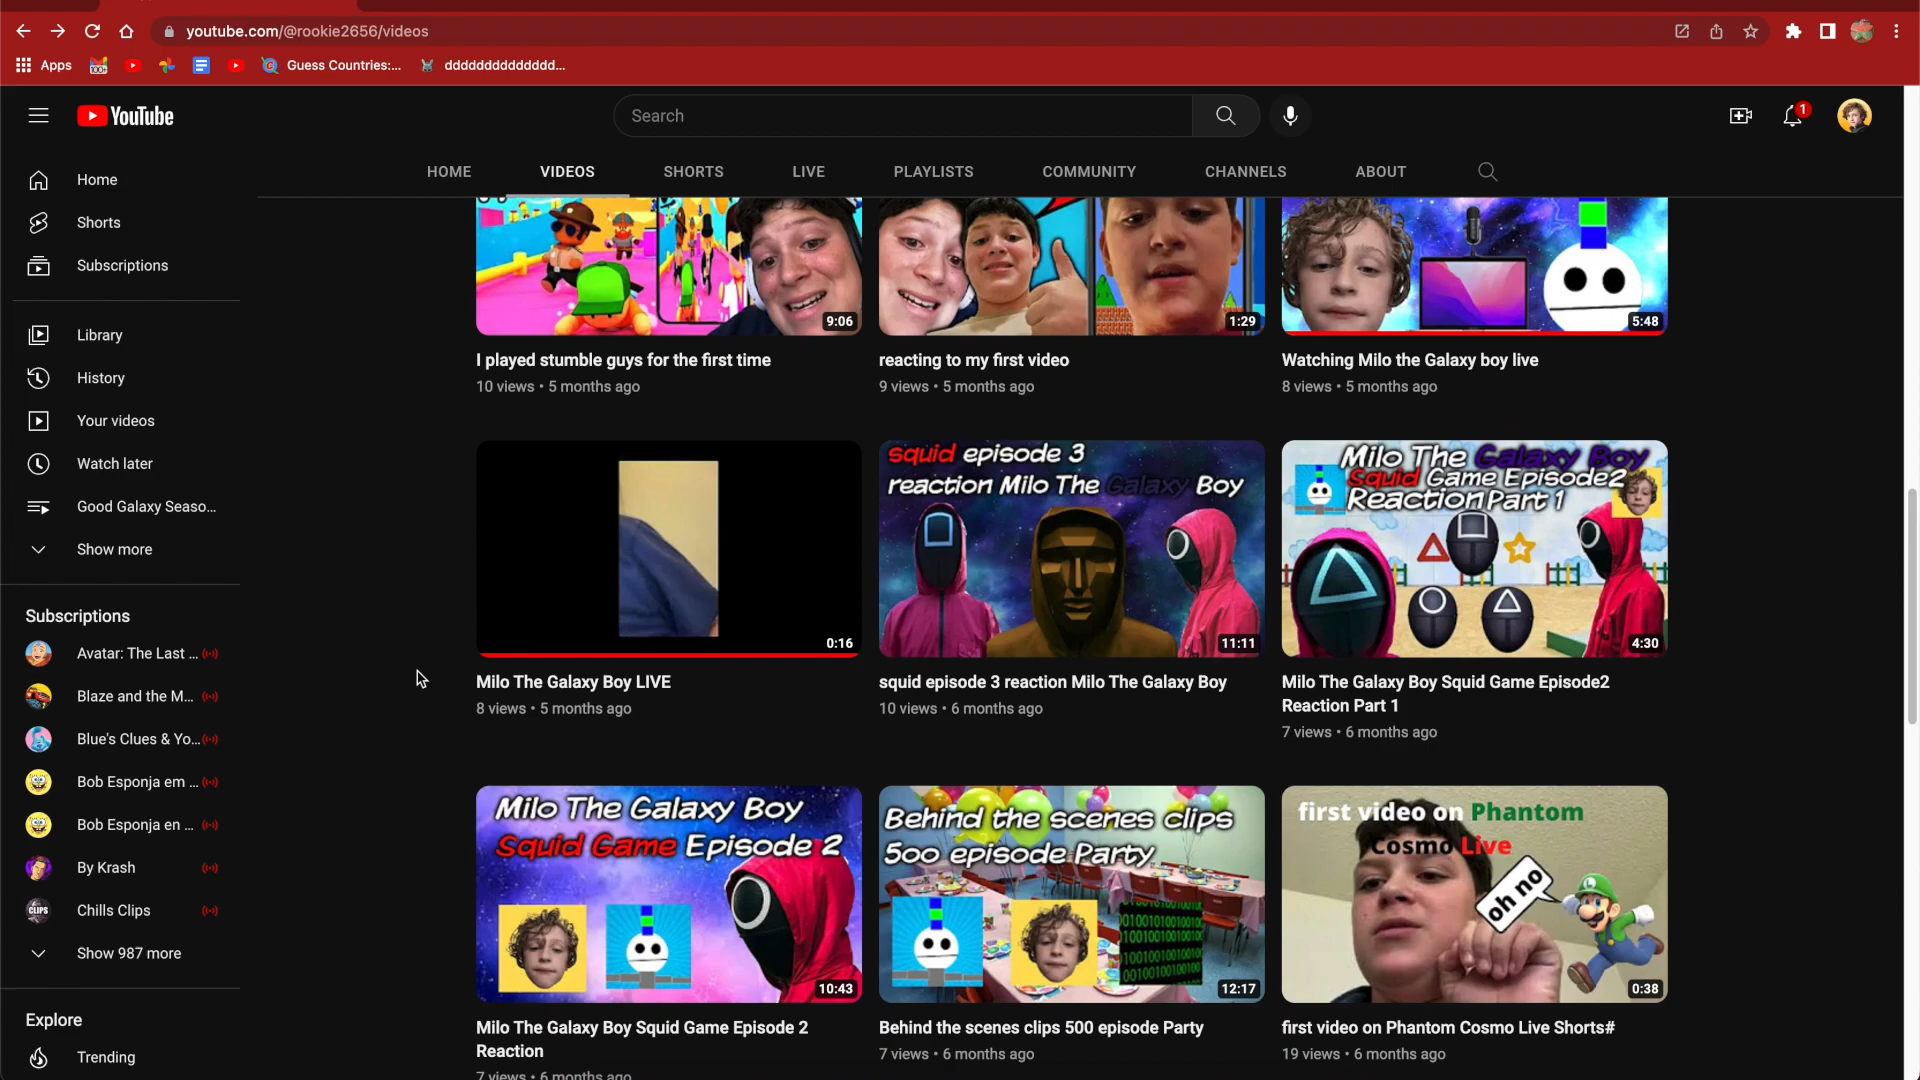 youtube.com/@rookie2656/videos
Apps
Guess Countries:...
dddddddddddddd...
YouTube
Search
1
HOME
VIDEOS
SHORTS
LIVE
PLAYLISTS
COMMUNITY
CHANNELS
ABOUT
Home
Shorts
Subscriptions
Library
History
Your videos
Watch later
Good Galaxy Seaso...
Show more
Subscriptions
Avatar: The Last ...
Blaze and the M...
Blue's Clues & Yo...
Bob Esponja em ...
Bob Esponja en ...
By Krash
CLIPS
Chills Clips
Show 987 more
Explore
Trending
9:06
I played stumble guys for the first time
10 views • 5 months ago
1:29
reacting to my first video
9 views • 5 months ago
5:48
Watching Milo the Galaxy boy live
8 views • 5 months ago
0:16
Milo The Galaxy Boy LIVE
8 views • 5 months ago
squid episode 3
reaction Milo The Galaxy Boy
11:11
squid episode 3 reaction Milo The Galaxy Boy
10 views • 6 months ago
Milo The Galaxy Boy
Squid Game Episode2
Reaction Part 1
4:30
Milo The Galaxy Boy Squid Game Episode2
Reaction Part 1
7 views • 6 months ago
Milo The Galaxy Boy
Squid Game Episode 2
10:43
Milo The Galaxy Boy Squid Game Episode 2
Reaction
7 views • 6 months ago
Behind the scenes clips
500 episode Party
12:17
Behind the scenes clips 500 episode Party
7 views • 6 months ago
first video on Phantom
Cosmo Live
oh no
0:38
first video on Phantom Cosmo Live Shorts#
19 views • 6 months ago